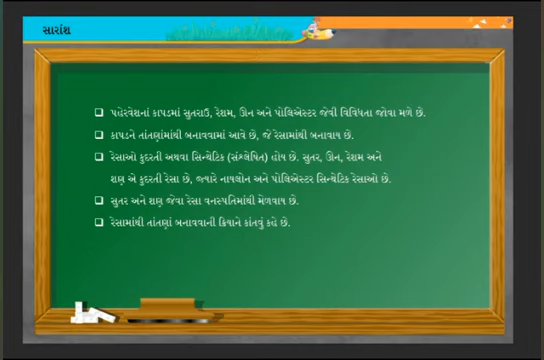 સારાંશ
❑ પહેરવેશનાં કાપડમાં સુતરાઉ, રેશમ, ઊન અને પોલિએસ્ટર જેવી વિવિધતા જોવા મળે છે.
❑ કાપડને તાંતણાંમાંથી બનાવવામાં આવે છે, જે રેસામાંથી બનાવાય છે.
❑ રેસાઓ કુદરતી અથવા સિન્થેટિક (સંશ્લેષિત) હોય છે. સુતર, ઊન, રેશમ અને
શણ એ કુદરતી રેસા છે, જ્યારે નાયલોન અને પોલિએસ્ટર સિન્થેટિક રેસાઓ છે.
❑ સુતર અને શણ જેવા રેસા વનસ્પતિમાંથી મેળવાય છે.
❑ રેસામાંથી તાંતણાં બનાવવાની ક્રિયાને કાંતવું કહે છે.